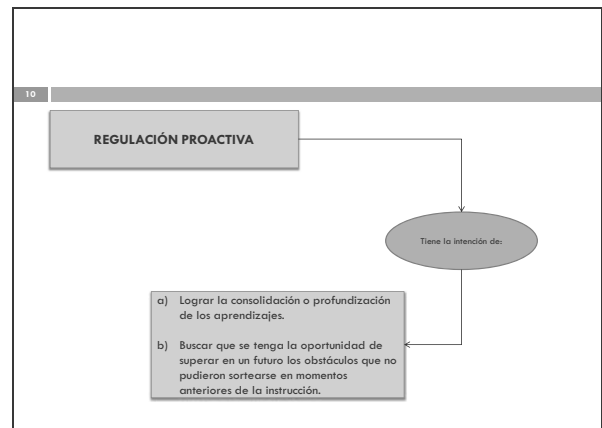 10
REGULACIÓN PROACTIVA
Tiene la intención de:
a) Lograr la consolidación o profundización
de los aprendizajes.
b) Buscar que se tenga la oportunidad de
superar en un futuro los obstáculos que no
pudieron sortearse en momentos
anteriores de la instrucción.